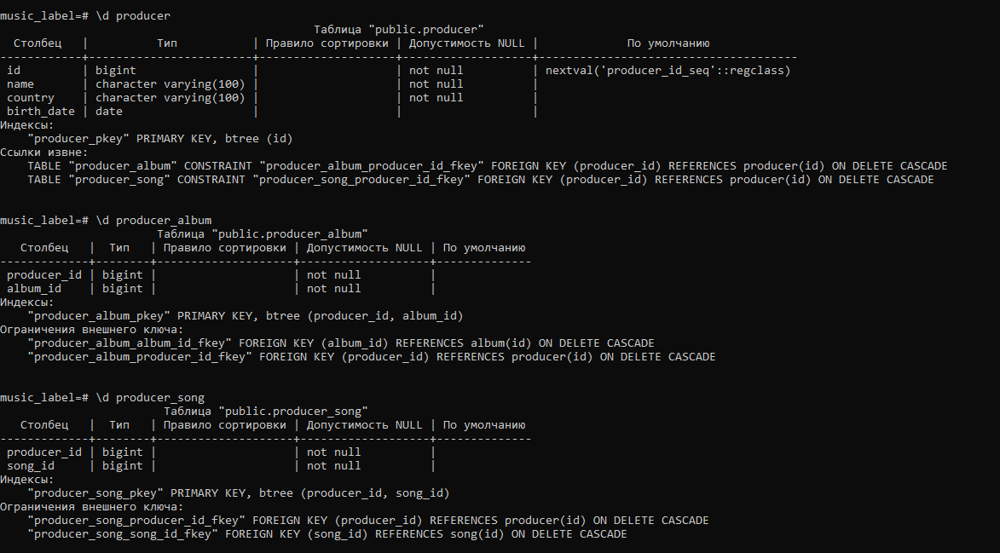 music_label=# \d producer
                                              Таблица "public.producer"
  Столбец   |          Тип           | Правило сортировки | Допустимость NULL |             По умолчанию
------------+------------------------+--------------------+-------------------+--------------------------------------
 id         | bigint                 |                    | not null          | nextval('producer_id_seq'::regclass)
 name       | character varying(100) |                    | not null          |
 country    | character varying(100) |                    | not null          |
 birth_date | date                   |                    |                   |
Индексы:
    "producer_pkey" PRIMARY KEY, btree (id)
Ссылки извне:
    TABLE "producer_album" CONSTRAINT "producer_album_producer_id_fkey" FOREIGN KEY (producer_id) REFERENCES producer(id) ON DELETE CASCADE
    TABLE "producer_song" CONSTRAINT "producer_song_producer_id_fkey" FOREIGN KEY (producer_id) REFERENCES producer(id) ON DELETE CASCADE
music_label=# \d producer_album
                       Таблица "public.producer_album"
   Столбец   |  Тип   | Правило сортировки | Допустимость NULL | По умолчанию
-------------+--------+--------------------+-------------------+--------------
 producer_id | bigint |                    | not null          |
 album_id    | bigint |                    | not null          |
Индексы:
    "producer_album_pkey" PRIMARY KEY, btree (producer_id, album_id)
Ограничения внешнего ключа:
    "producer_album_album_id_fkey" FOREIGN KEY (album_id) REFERENCES album(id) ON DELETE CASCADE
    "producer_album_producer_id_fkey" FOREIGN KEY (producer_id) REFERENCES producer(id) ON DELETE CASCADE
music_label=# \d producer_song
                        Таблица "public.producer_song"
   Столбец   |  Тип   | Правило сортировки | Допустимость NULL | По умолчанию
-------------+--------+--------------------+-------------------+--------------
 producer_id | bigint |                    | not null          |
 song_id     | bigint |                    | not null          |
Индексы:
    "producer_song_pkey" PRIMARY KEY, btree (producer_id, song_id)
Ограничения внешнего ключа:
    "producer_song_producer_id_fkey" FOREIGN KEY (producer_id) REFERENCES producer(id) ON DELETE CASCADE
    "producer_song_song_id_fkey" FOREIGN KEY (song_id) REFERENCES song(id) ON DELETE CASCADE